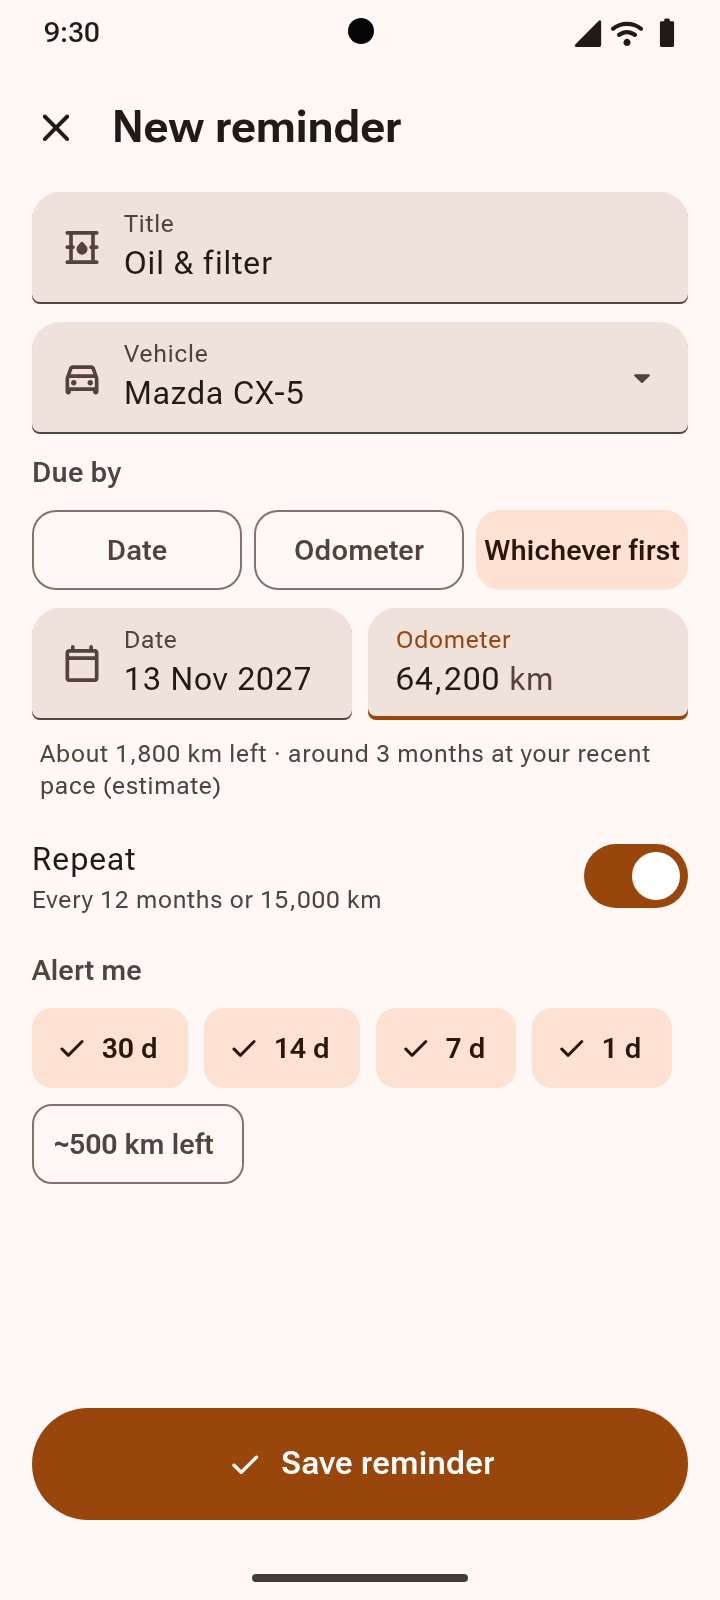 9:30
New reminder
Title
Oil & filter
Vehicle
Mazda CX-5
Due by
Date
Odometer
Whichever first
Date
13 Nov 2027
Odometer
64,200 km
About 1,800 km left · around 3 months at your recent
pace (estimate)
Repeat
Every 12 months or 15,000 km
Alert me
30 d
14 d
7 d
1 d
~500 km left
Save reminder